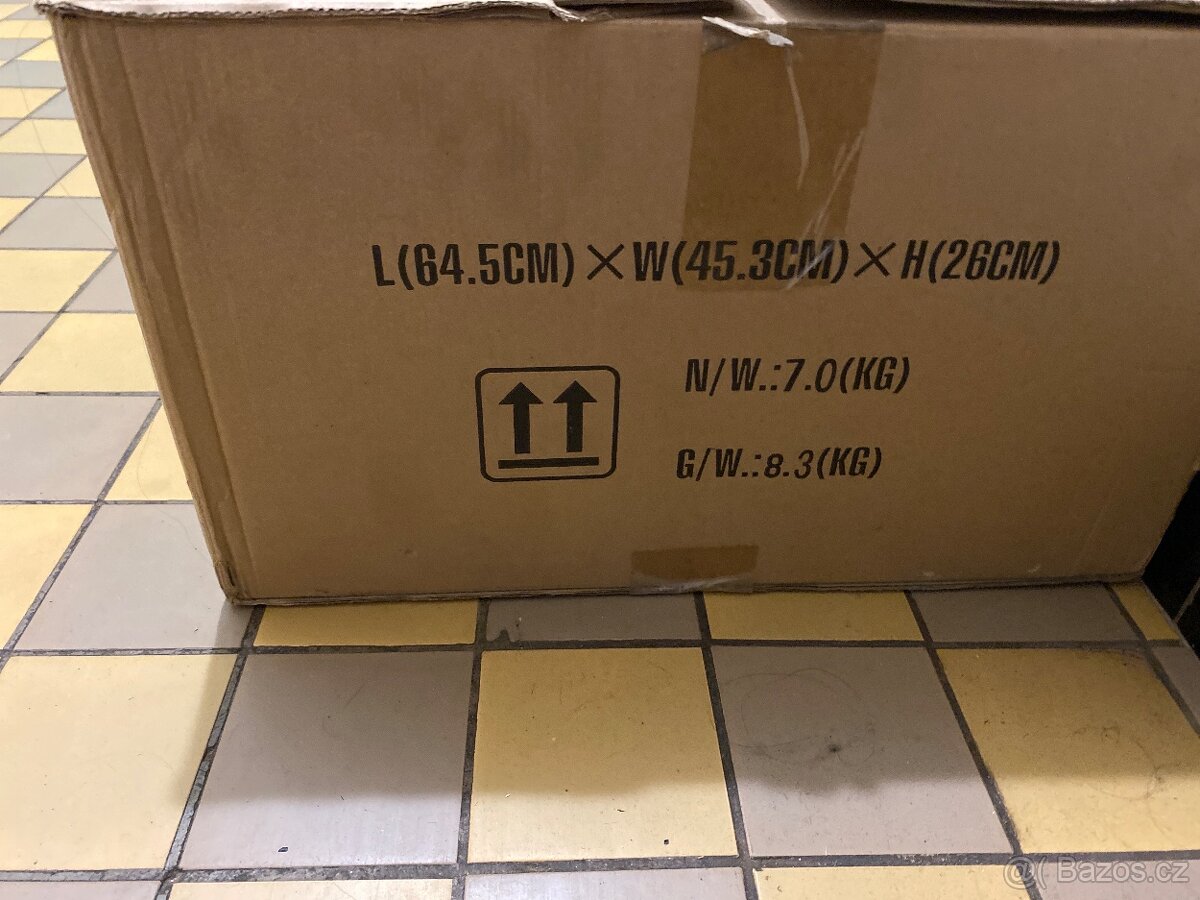 L(64.5CM)×W(45.3CM)×H(26CM)
N/W.:7.0(KG)
G/W.:8.3(KG)
@( Bazos.cz